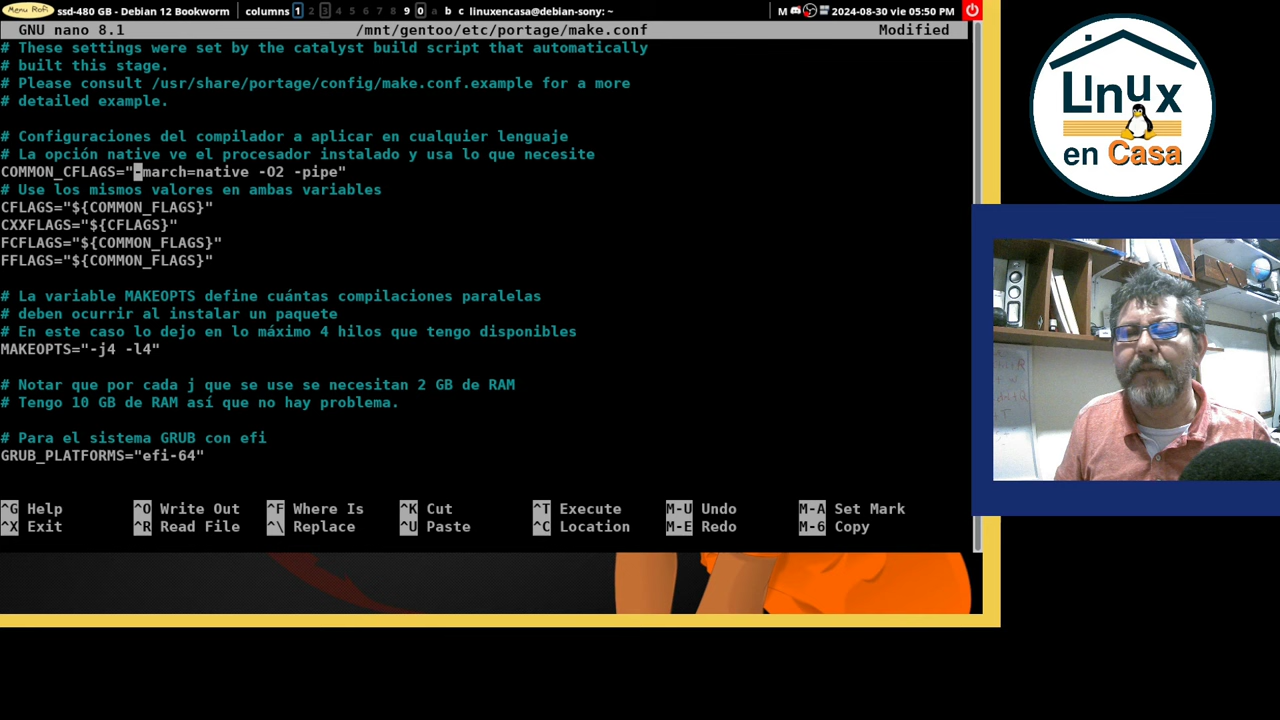 Menu Rofi ssd-480 GB - Debian 12 Bookworm columns 1 2 3 4 5 6 7 8 9 0 a b c linuxencasa@debian-sony: ~ M 2024-08-30 vie 05:50 PM
GNU nano 8.1 /mnt/gentoo/etc/portage/make.conf Modified
# These settings were set by the catalyst build script that automatically
# built this stage.
# Please consult /usr/share/portage/config/make.conf.example for a more
# detailed example.
# Configuraciones del compilador a aplicar en cualquier lenguaje
# La opción native ve el procesador instalado y usa lo que necesite
COMMON_CFLAGS="-march=native -O2 -pipe"
# Use los mismos valores en ambas variables
CFLAGS="${COMMON_FLAGS}"
CXXFLAGS="${CFLAGS}"
FCFLAGS="${COMMON_FLAGS}"
FFLAGS="${COMMON_FLAGS}"
# La variable MAKEOPTS define cuántas compilaciones paralelas
# deben ocurrir al instalar un paquete
# En este caso lo dejo en lo máximo 4 hilos que tengo disponibles
MAKEOPTS="-j4 -l4"
# Notar que por cada j que se use se necesitan 2 GB de RAM
# Tengo 10 GB de RAM así que no hay problema.
# Para el sistema GRUB con efi
GRUB_PLATFORMS="efi-64"
^G Help ^O Write Out ^F Where Is ^K Cut ^T Execute M-U Undo M-A Set Mark
^X Exit ^R Read File ^\ Replace ^U Paste ^C Location M-E Redo M-6 Copy
Linux
en Casa